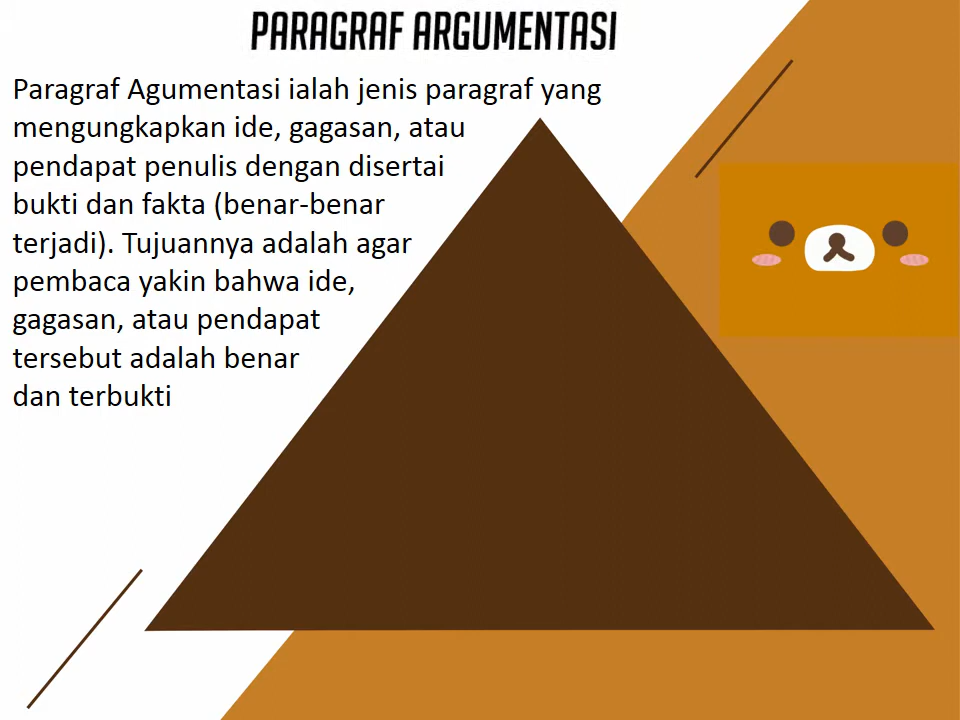 PARAGRAF ARGUMENTASI
Paragraf Agumentasi ialah jenis paragraf yang
mengungkapkan ide, gagasan, atau
pendapat penulis dengan disertai
bukti dan fakta (benar-benar
terjadi). Tujuannya adalah agar
pembaca yakin bahwa ide,
gagasan, atau pendapat
tersebut adalah benar
dan terbukti